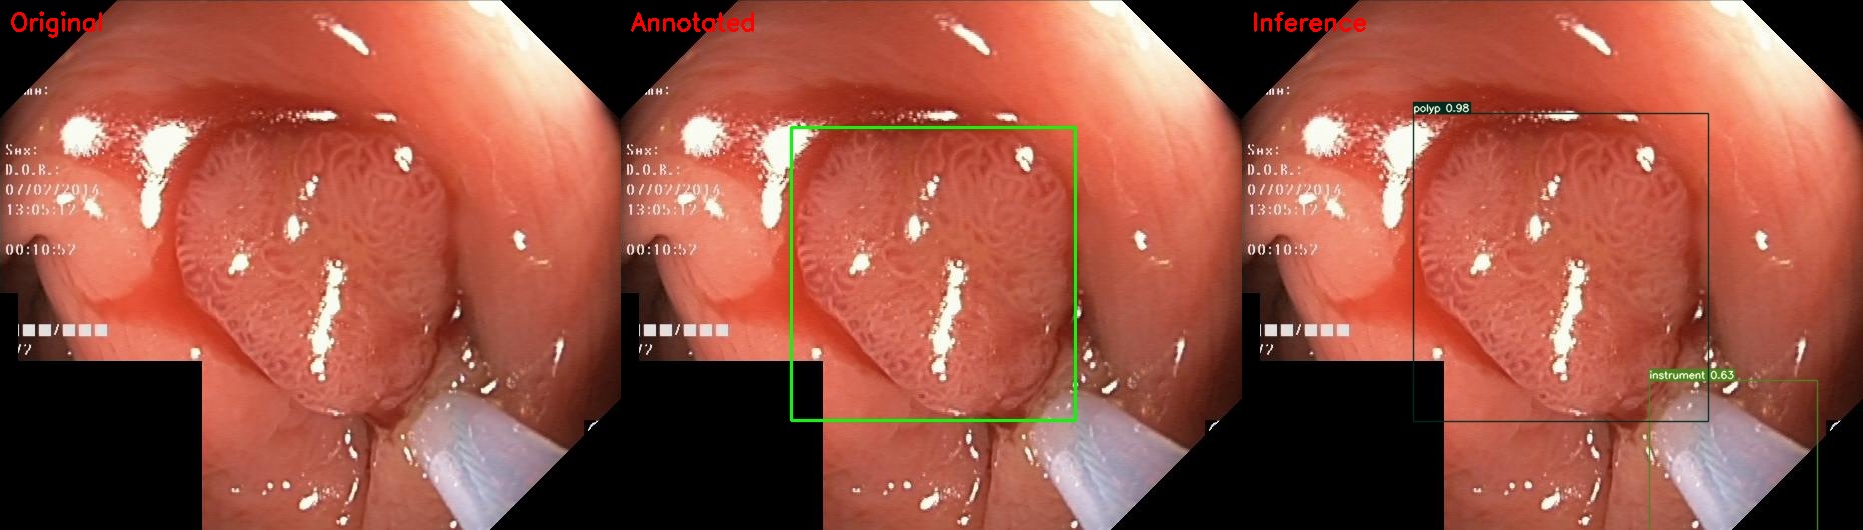 Original
Annotated
Inference
Sex:
D.O.B.:
07/02/2014
13:05:12
00:10:52
Sex:
D.O.B.:
07/02/2014
13:05:12
00:10:52
polyp 0.98
Sex:
D.O.B.:
07/02/2014
13:05:12
00:10:52
instrument 0.63